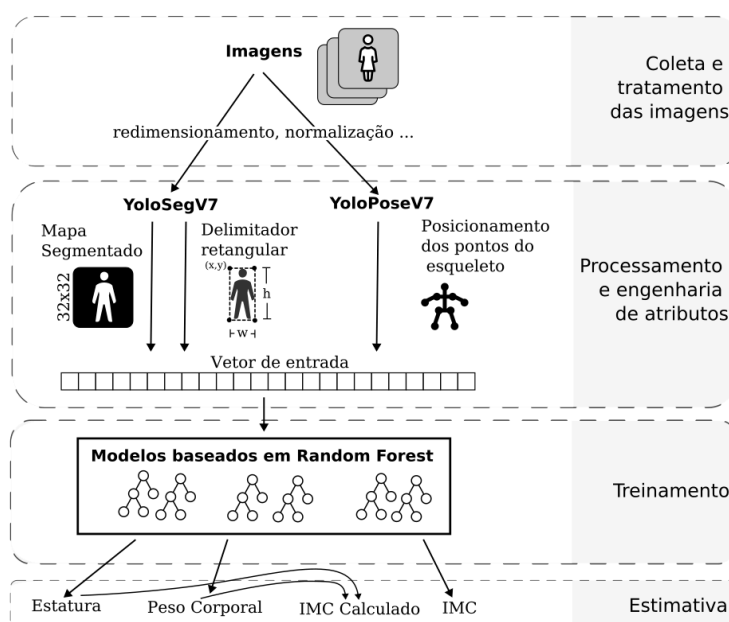 Imagens
Coleta e
tratamento
das imagens
redimensionamento, normalização ...
YoloSegV7
YoloPoseV7
Mapa
Segmentado
32x32
Delimitador
retangular
(x,y)
h
w
Posicionamento
dos pontos do
esqueleto
Processamento
e engenharia
de atributos
Vetor de entrada
Modelos baseados em Random Forest
Treinamento
Estatura
Peso Corporal
IMC Calculado
IMC
Estimativa